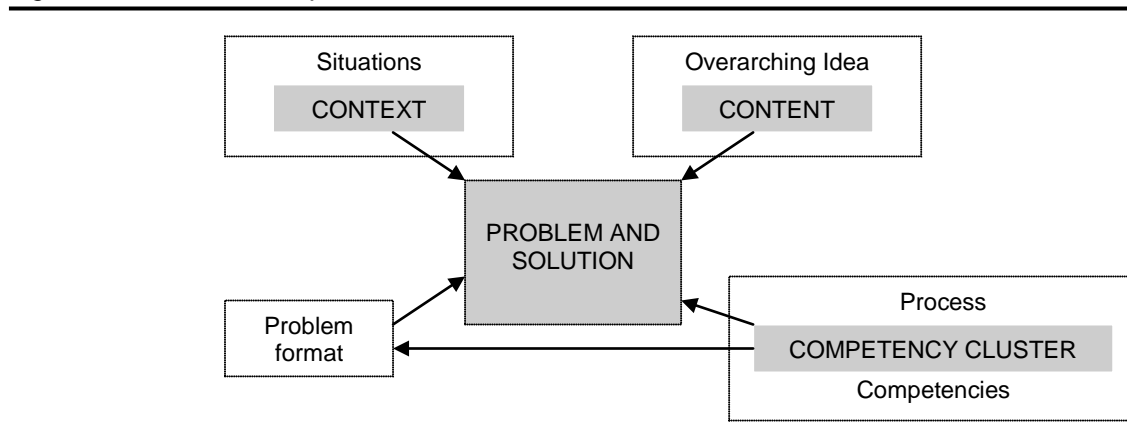 Situations
CONTEXT
Overarching Idea
CONTENT
PROBLEM AND
SOLUTION
Problem
format
Process
COMPETENCY CLUSTER
Competencies